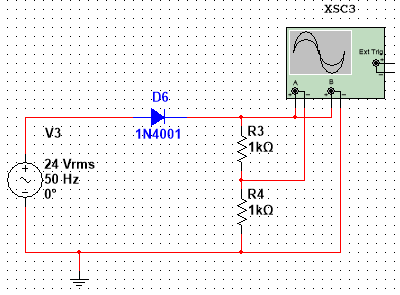 XSC3
Ext Trig
+
-
A
B
+ - + -
D6
1N4001
V3
24 Vrms
50 Hz
0°
R3
1kΩ
R4
1kΩ